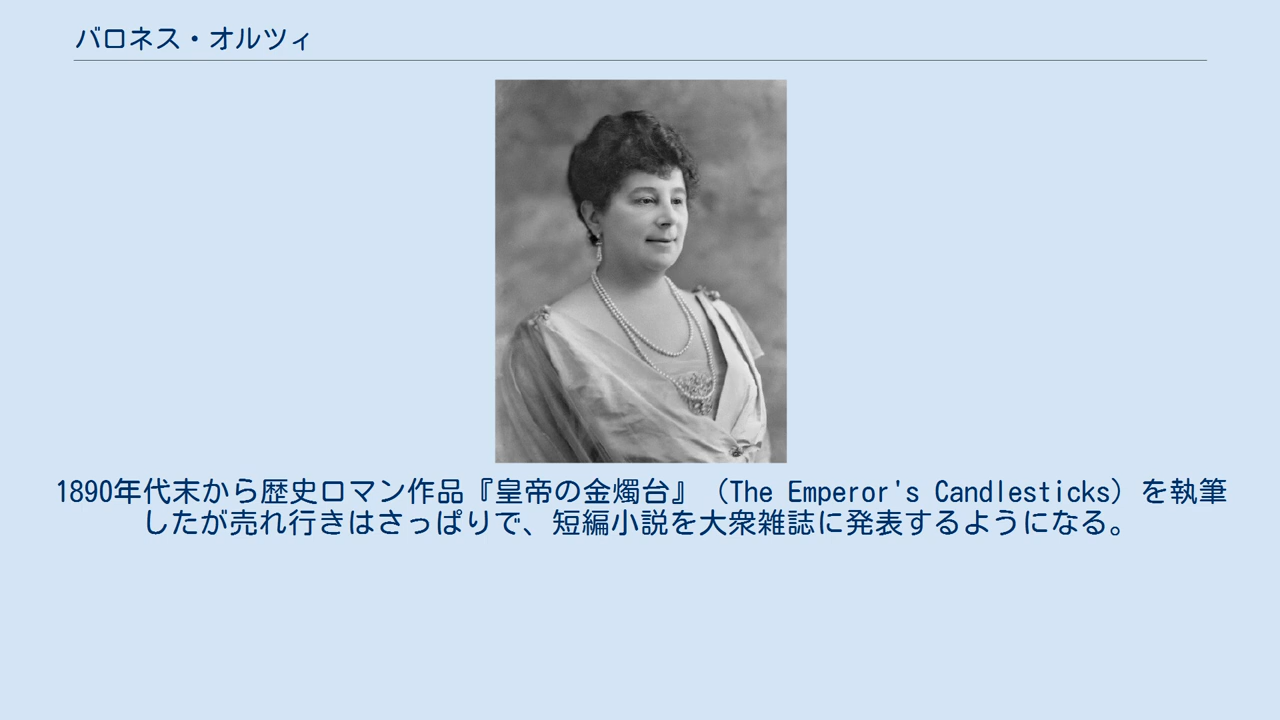 バロネス・オルツィ
1890年代末から歴史ロマン作品『皇帝の金燭台』（The Emperor's Candlesticks）を執筆
したが売れ行きはさっぱりで、短編小説を大衆雑誌に発表するようになる。